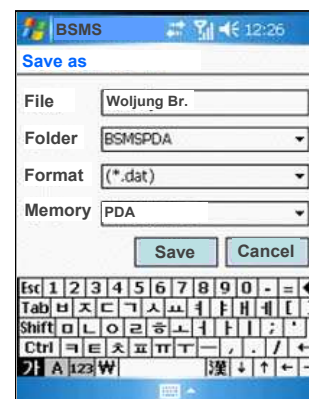 BSMS 12:26
Save as
File Woljung Br.
Folder BSMSPDA
Format (*.dat)
Memory PDA
Save Cancel
Esc 1 2 3 4 5 6 7 8 9 0 - =
Tab ㅂ ㅈ ㄷ ㄱ ㅅ ㅛ ㅕ ㅑ ㅐ ㅔ [
Shift ㅁ ㄴ ㅇ ㄹ ㅎ ㅗ ㅓ ㅏ ㅣ ; '
Ctrl ㅋ ㅌ ㅊ ㅍ ㅠ ㅜ ㅡ , . /
가 A 123 ₩ 漢 ↓ ↑ ←